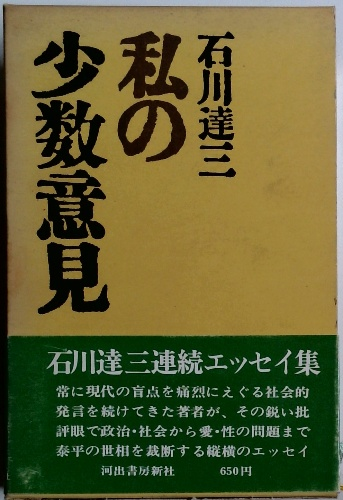 石川達三
私の
少数意見
石川達三連続エッセイ集
常に現代の盲点を痛烈にえぐる社会的
発言を続けてきた著者が、その鋭い批
評眼で政治・社会から愛・性の問題まで
泰平の世相を裁断する縦横のエッセイ
河出書房新社 650円